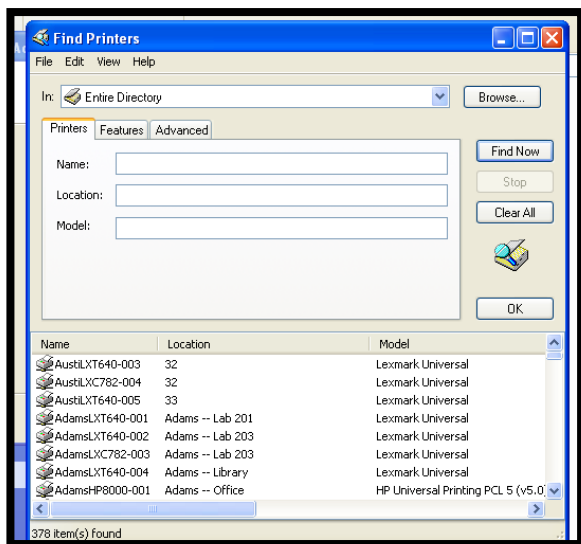 Find Printers
File Edit View Help
In: Entire Directory Browse...
Printers Features Advanced
Find Now
Name:
Stop
Location:
Clear All
Model:
OK
Name Location Model
AustiLXT640-003 32 Lexmark Universal
AustiLXC782-004 32 Lexmark Universal
AustiLXT640-005 33 Lexmark Universal
AdamsLXT640-001 Adams -- Lab 201 Lexmark Universal
AdamsLXT640-002 Adams -- Lab 203 Lexmark Universal
AdamsLXC782-003 Adams -- Lab 203 Lexmark Universal
AdamsLXT640-004 Adams -- Library Lexmark Universal
AdamsHP8000-001 Adams -- Office HP Universal Printing PCL 5 (v5.0)
378 item(s) found